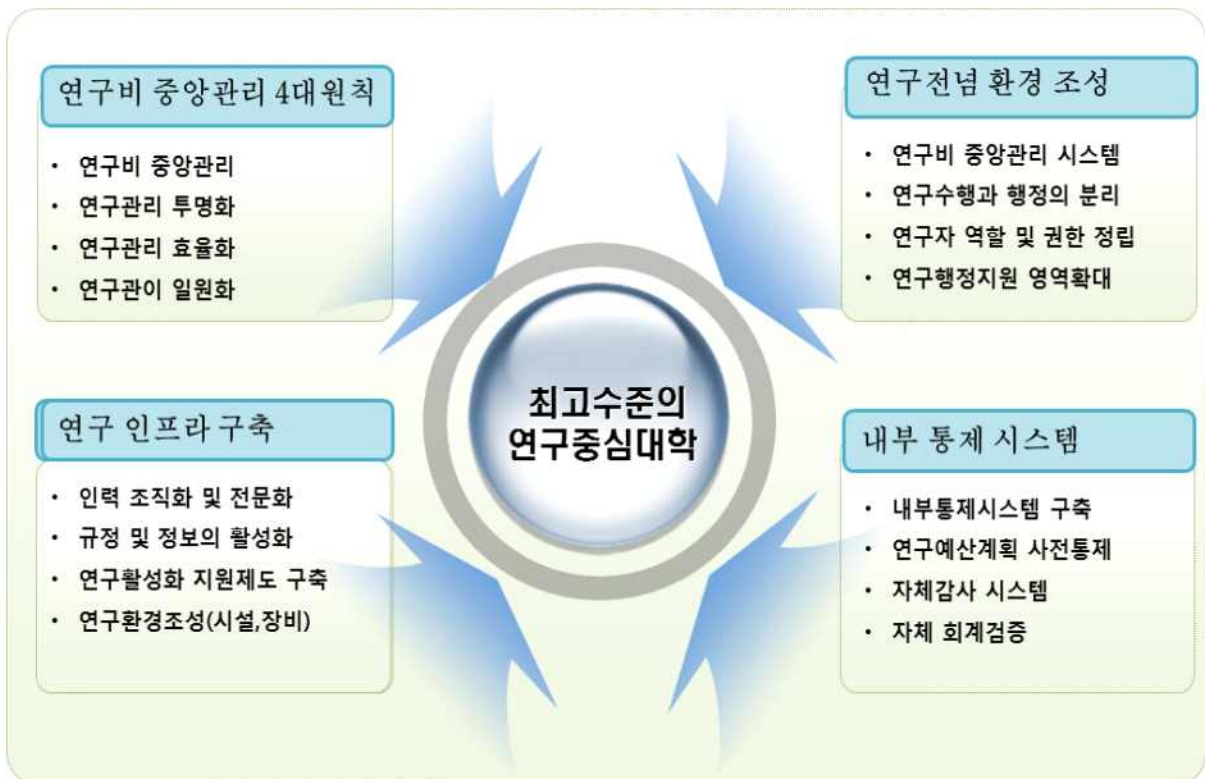 연구비 중앙관리 4대원칙
• 연구비 중앙관리
• 연구관리 투명화
• 연구관리 효율화
• 연구관이 일원화
연구전념 환경 조성
• 연구비 중앙관리 시스템
• 연구수행과 행정의 분리
• 연구자 역할 및 권한 정립
• 연구행정지원 영역확대
최고수준의
연구중심대학
연구 인프라 구축
• 인력 조직화 및 전문화
• 규정 및 정보의 활성화
• 연구활성화 지원제도 구축
• 연구환경조성(시설,장비)
내부 통제 시스템
• 내부통제시스템 구축
• 연구예산계획 사전통제
• 자체감사 시스템
• 자체 회계검증